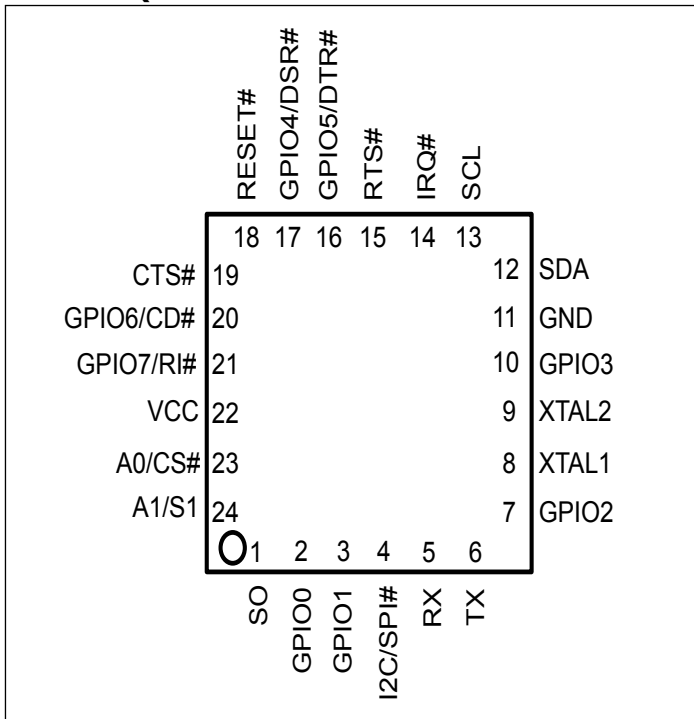 RESET#
GPIO4/DSR#
GPIO5/DTR#
RTS#
IRQ#
SCL
18 17 16 15 14 13
CTS# 19 12 SDA
GPIO6/CD# 20 11 GND
GPIO7/RI# 21 10 GPIO3
VCC 22 9 XTAL2
A0/CS# 23 8 XTAL1
A1/S1 24 7 GPIO2
1 2 3 4 5 6
SO
GPIO0
GPIO1
I2C/SPI#
RX
TX